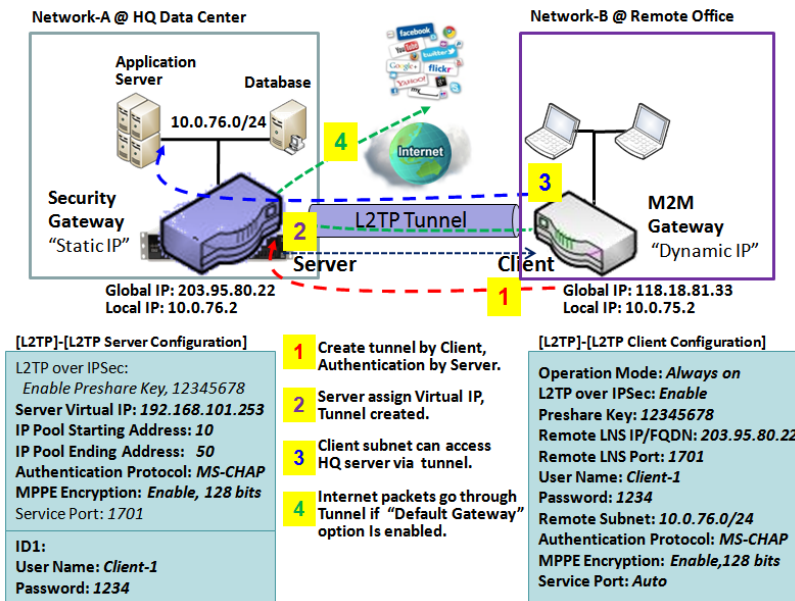 Network-A @ HQ Data Center
Network-B @ Remote Office
Application
Server
Database
10.0.76.0/24
facebook
YouTube
twitter
Google+
flickr
YAHOO!
my
Internet
4
3
Security
Gateway
“Static IP”
2
L2TP Tunnel
M2M
Gateway
“Dynamic IP”
Server
Client
1
Global IP: 203.95.80.22
Local IP: 10.0.76.2
Global IP: 118.18.81.33
Local IP: 10.0.75.2
[L2TP]-[L2TP Server Configuration]
L2TP over IPSec:
Enable Preshare Key, 12345678
Server Virtual IP: 192.168.101.253
IP Pool Starting Address: 10
IP Pool Ending Address: 50
Authentication Protocol: MS-CHAP
MPPE Encryption: Enable, 128 bits
Service Port: 1701
ID1:
User Name: Client-1
Password: 1234
1 Create tunnel by Client,
Authentication by Server.
2 Server assign Virtual IP,
Tunnel created.
3 Client subnet can access
HQ server via tunnel.
4 Internet packets go through
Tunnel if “Default Gateway”
option Is enabled.
[L2TP]-[L2TP Client Configuration]
Operation Mode: Always on
L2TP over IPSec: Enable
Preshare Key: 12345678
Remote LNS IP/FQDN: 203.95.80.22
Remote LNS Port: 1701
User Name: Client-1
Password: 1234
Remote Subnet: 10.0.76.0/24
Authentication Protocol: MS-CHAP
MPPE Encryption: Enable,128 bits
Service Port: Auto